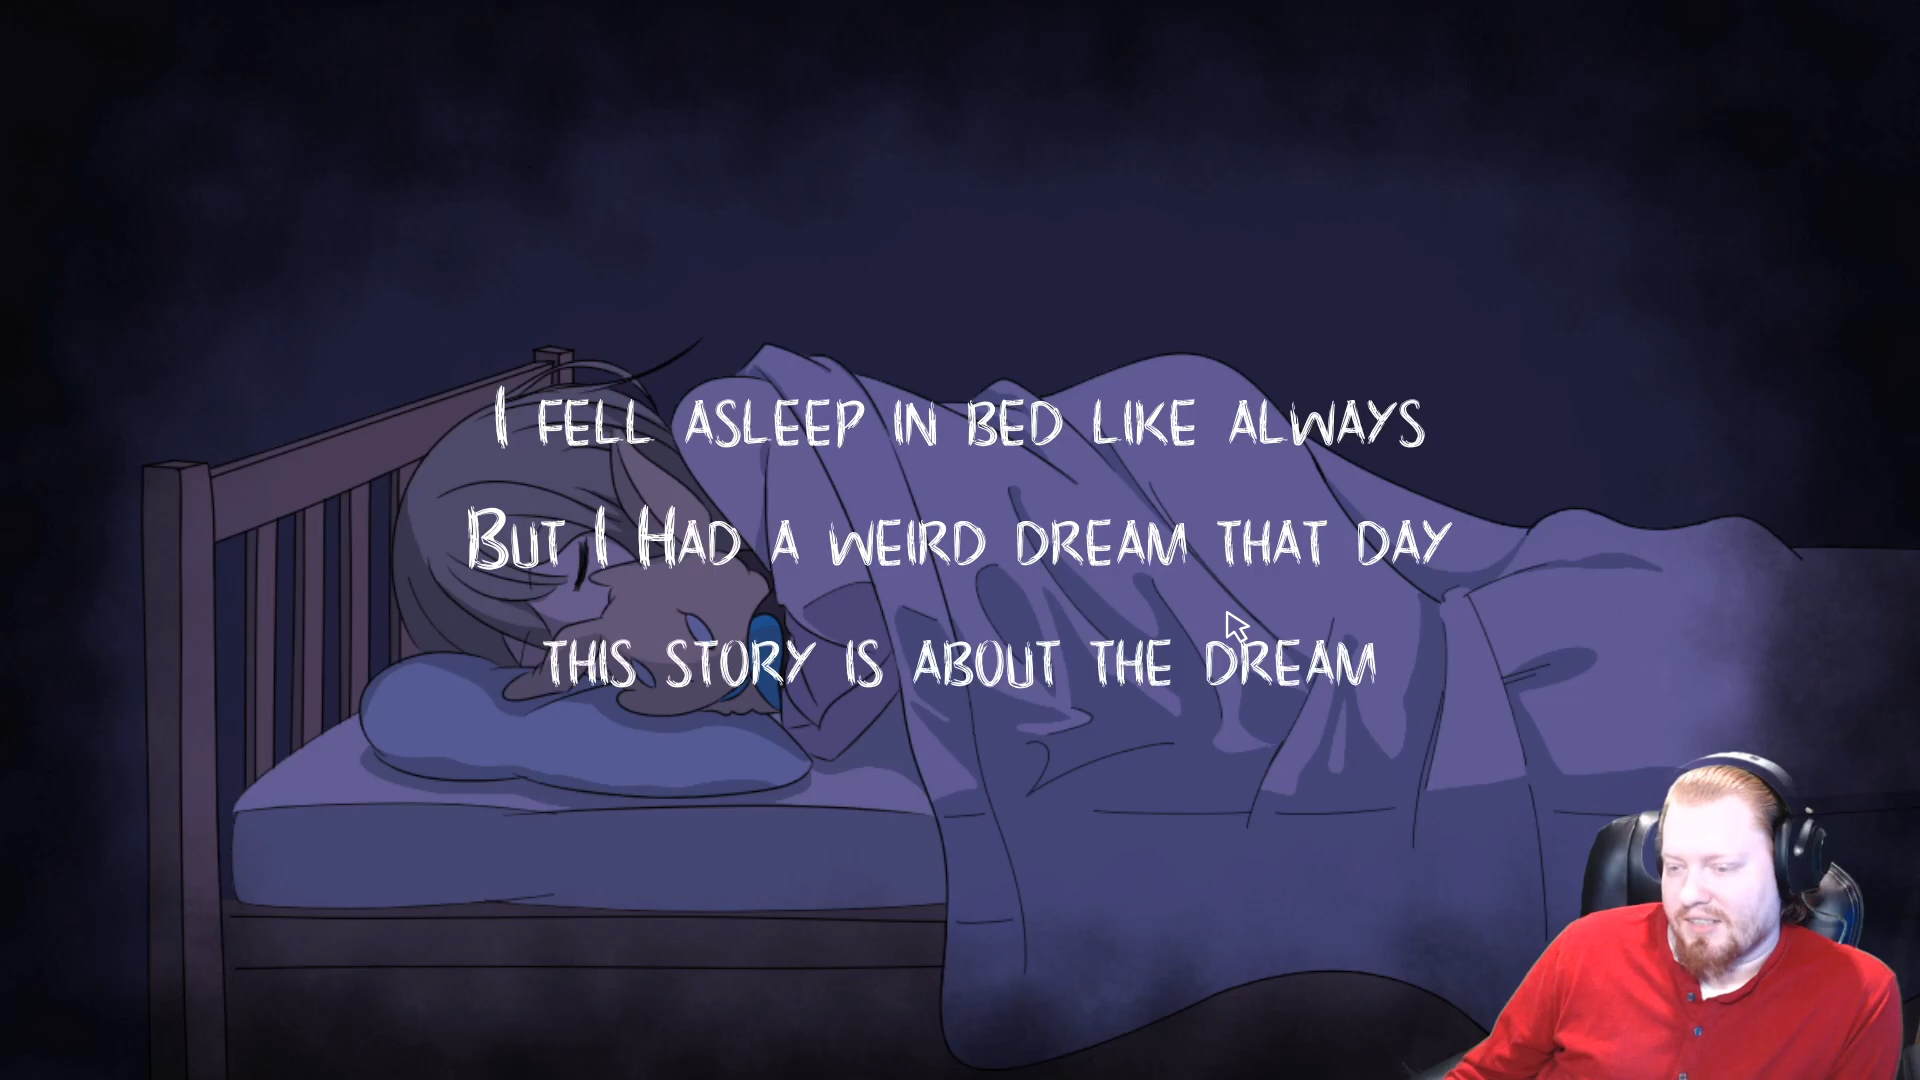 I fell asleep in bed like always
But I Had a weird dream that day
this story is about the dream